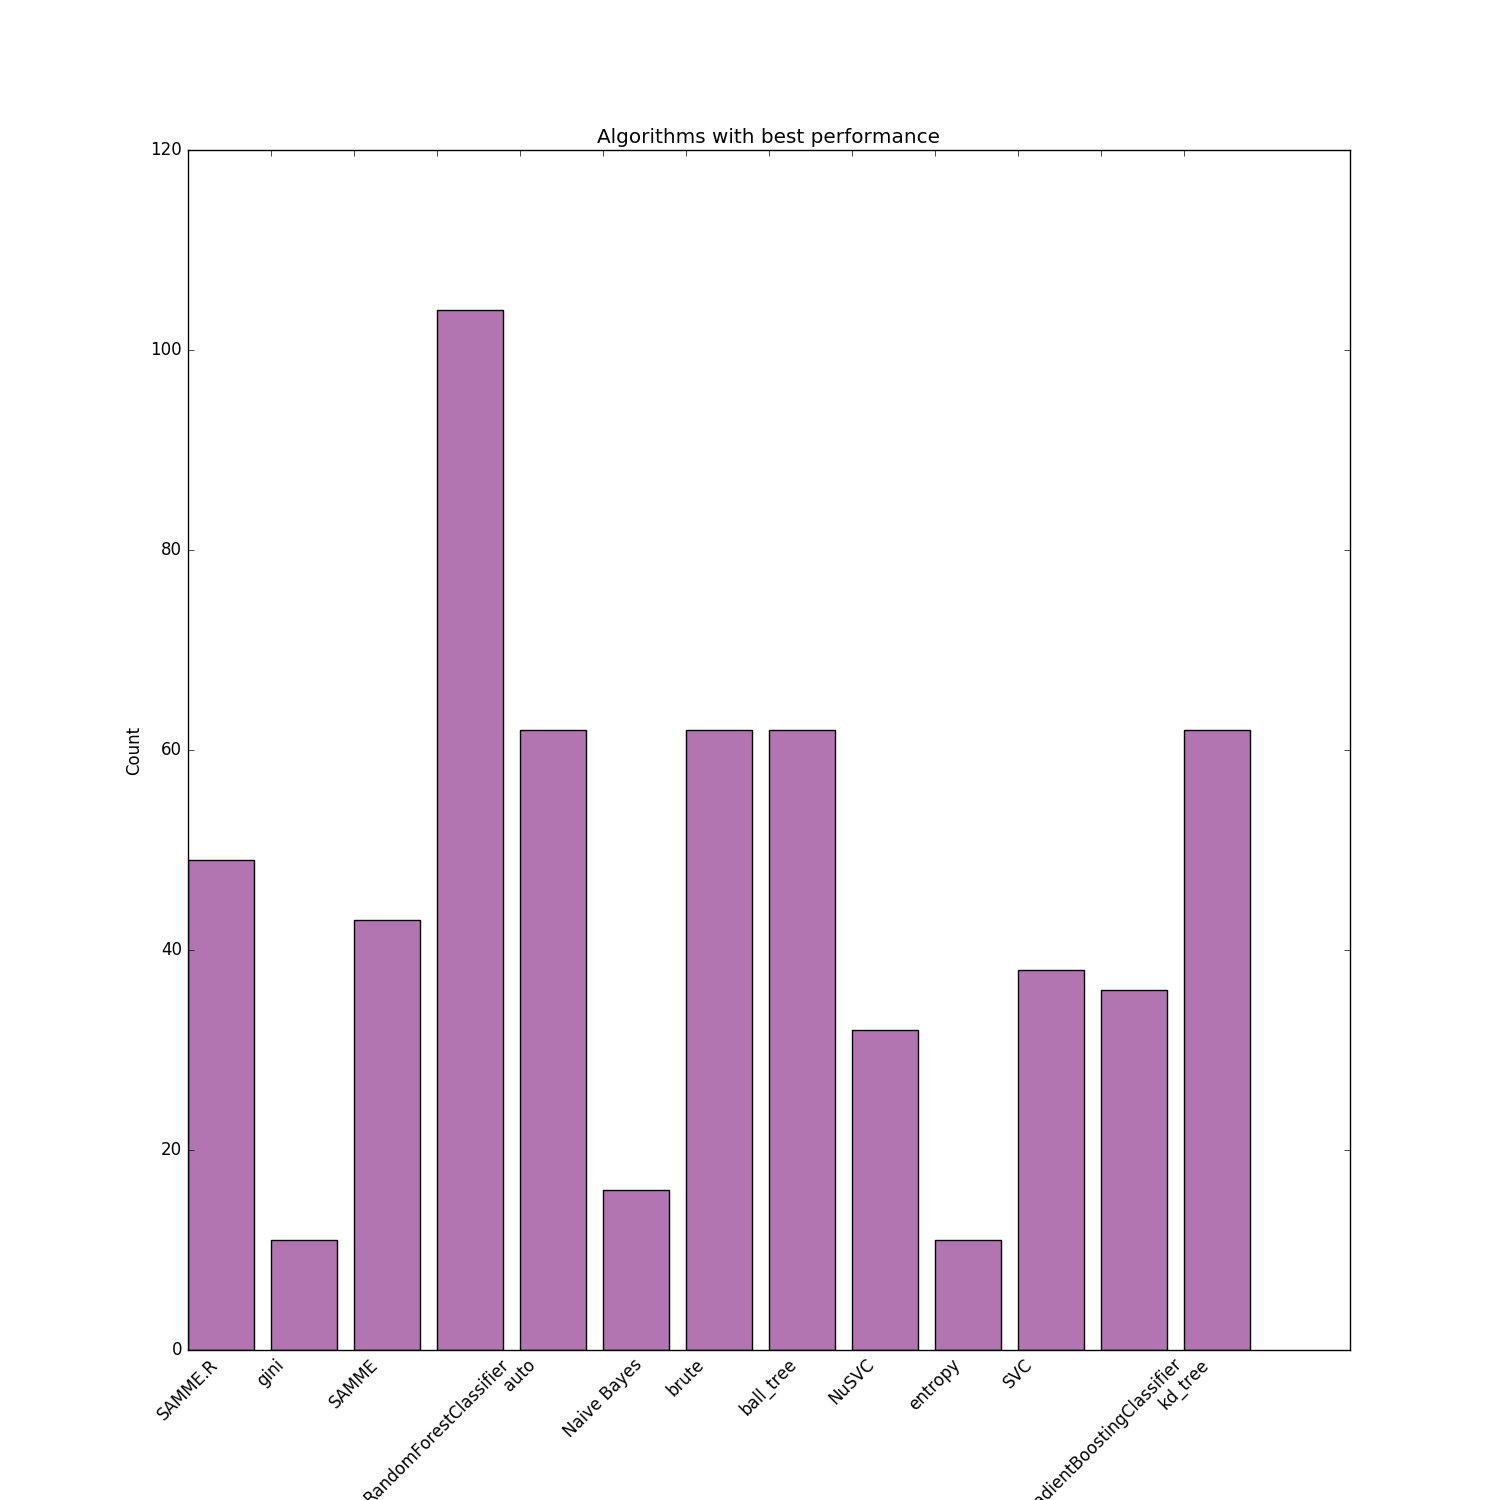 Algorithms with best performance
120
100
80
60
40
20
0
Count
SAMME.R
gini
SAMME
RandomForestClassifier
auto
Naive Bayes
brute
ball_tree
NuSVC
entropy
SVC
adientBoostingClassifier
kd_tree